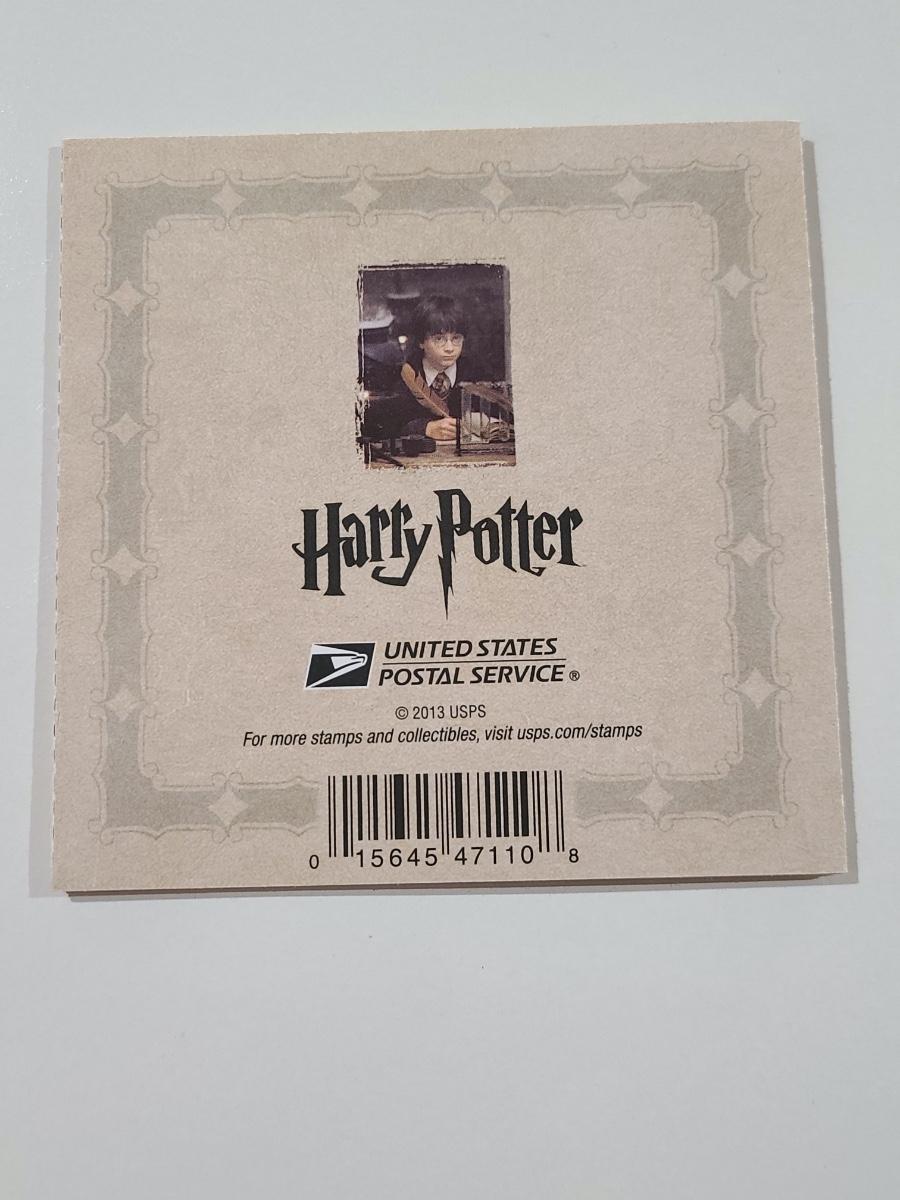 Harry Potter
UNITED STATES
POSTAL SERVICE®
© 2013 USPS
For more stamps and collectibles, visit usps.com/stamps
0 15645 47110 8